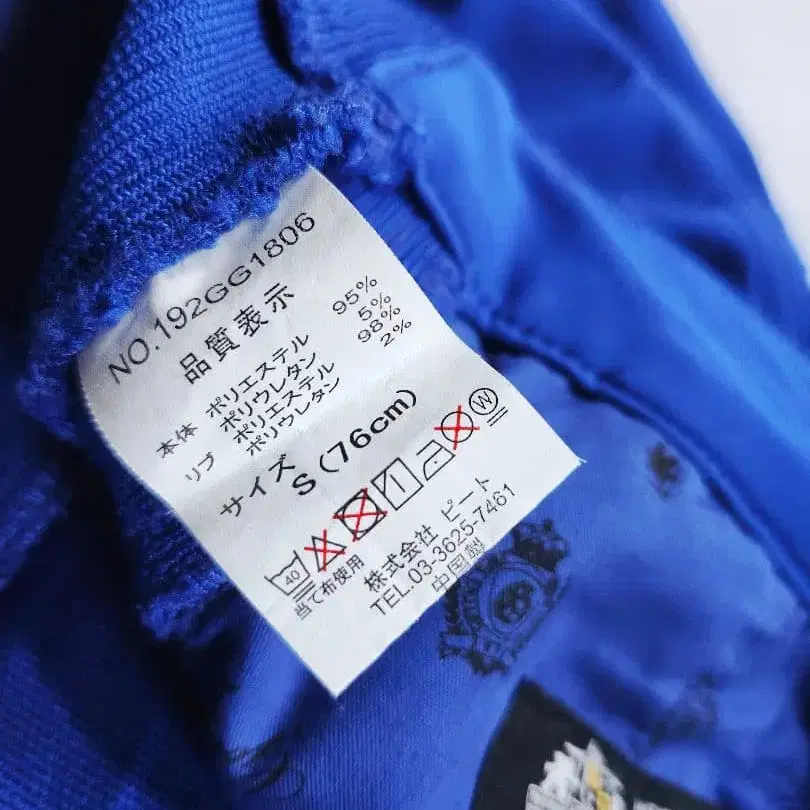 NO.192GG1806
品質表示
本体 ポリエステル 95%
ポリウレタン 5%
リブ ポリエステル 98%
ポリウレタン 2%
サイズ S(76cm)
40 W
当て布使用
株式会社 ピート
TEL.03-3625-7461
中国製